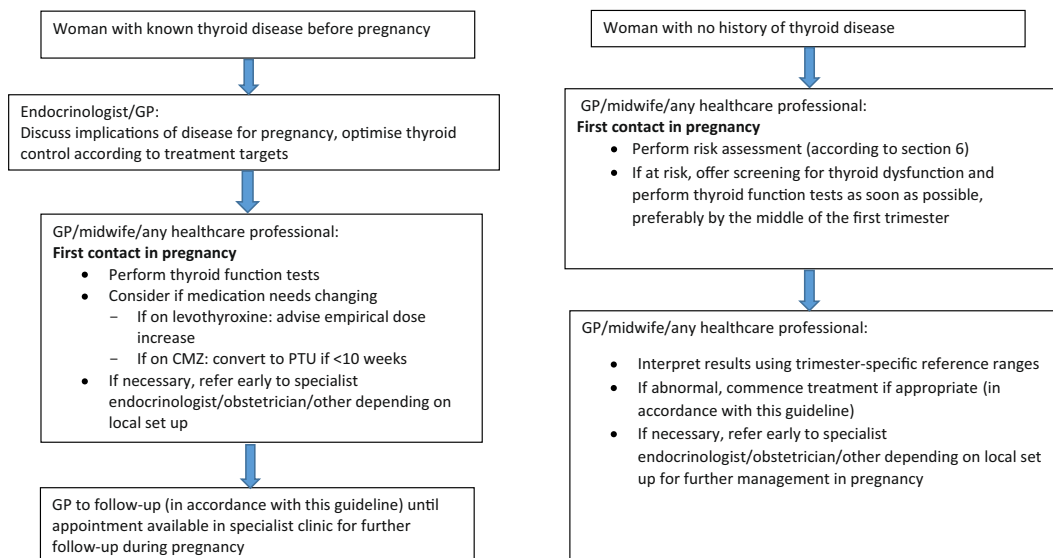 Woman with known thyroid disease before pregnancy
Endocrinologist/GP:
Discuss implications of disease for pregnancy, optimise thyroid
control according to treatment targets
GP/midwife/any healthcare professional:
First contact in pregnancy
• Perform thyroid function tests
• Consider if medication needs changing
− If on levothyroxine: advise empirical dose
increase
− If on CMZ: convert to PTU if <10 weeks
• If necessary, refer early to specialist
endocrinologist/obstetrician/other depending on
local set up
GP to follow-up (in accordance with this guideline) until
appointment available in specialist clinic for further
follow-up during pregnancy
Woman with no history of thyroid disease
GP/midwife/any healthcare professional:
First contact in pregnancy
• Perform risk assessment (according to section 6)
• If at risk, offer screening for thyroid dysfunction and
perform thyroid function tests as soon as possible,
preferably by the middle of the first trimester
GP/midwife/any healthcare professional:
• Interpret results using trimester-specific reference ranges
• If abnormal, commence treatment if appropriate (in
accordance with this guideline)
• If necessary, refer early to specialist
endocrinologist/obstetrician/other depending on local set
up for further management in pregnancy